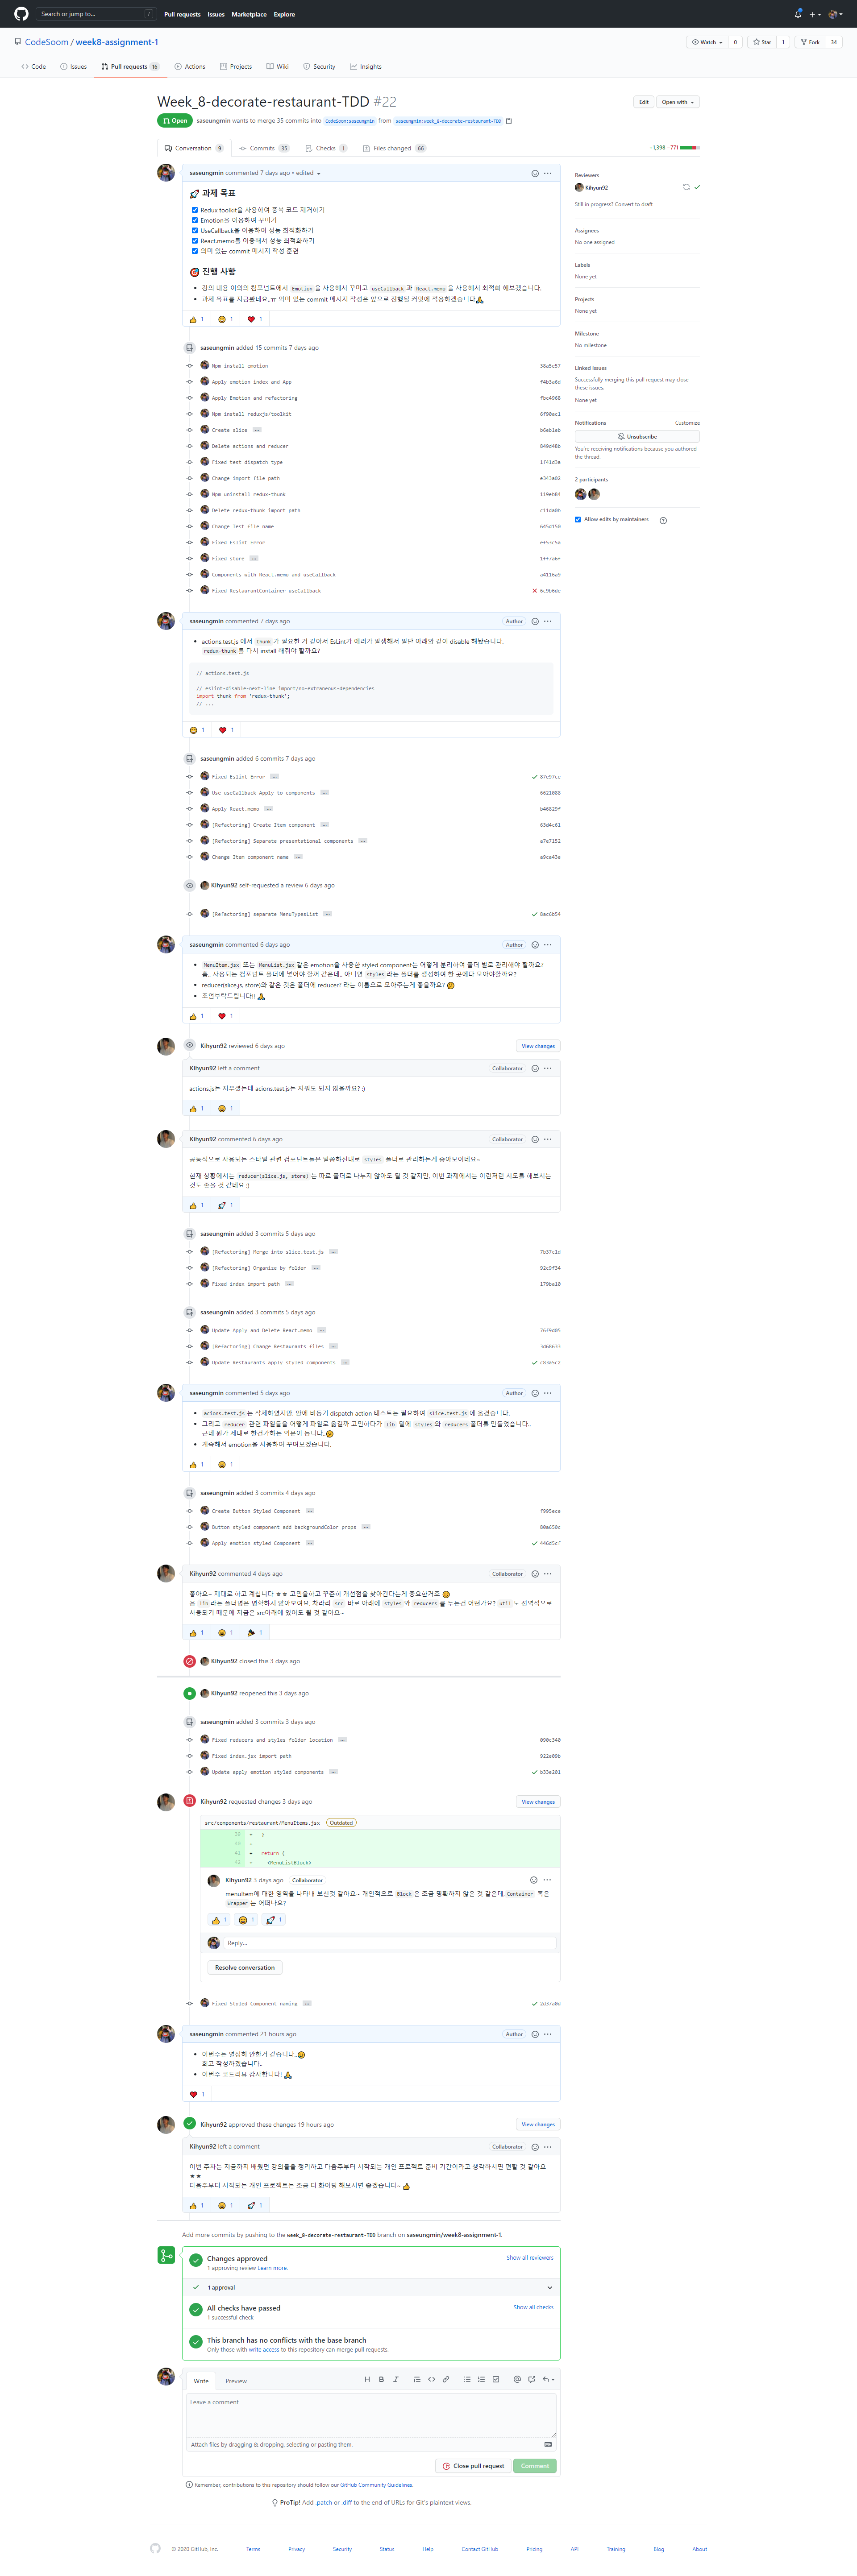 Search or jump to... /
Pull requests Issues Marketplace Explore
CodeSoom / week8-assignment-1
Watch 0 Star 1 Fork 34
Code Issues Pull requests 16 Actions Projects Wiki Security Insights
Week_8-decorate-restaurant-TDD #22
Edit Open with
Open saseungmin wants to merge 35 commits into CodeSoom:saseungmin from saseungmin:week_8-decorate-restaurant-TDD
Conversation 9 Commits 35 Checks 1 Files changed 66
+1,398 −771
saseungmin commented 7 days ago • edited
🚀 과제 목표
Redux toolkit을 사용하여 중복 코드 제거하기
Emotion을 이용하여 꾸미기
UseCallback을 이용하여 성능 최적화하기
React.memo를 이용해서 성능 최적화하기
의미 있는 commit 메시지 작성 훈련
🎯 진행 사항
강의 내용 이외의 컴포넌트에서 Emotion 을 사용해서 꾸미고 useCallback 과 React.memo 을 사용해서 최적화 해보겠습니다.
과제 목표를 지금봤네요..ㅠ 의미 있는 commit 메시지 작성은 앞으로 진행될 커밋에 적용하겠습니다🙏
👍 1 😄 1 ❤️ 1
Reviewers
Kihyun92
Still in progress? Convert to draft
Assignees
No one assigned
Labels
None yet
Projects
None yet
Milestone
No milestone
Linked issues
Successfully merging this pull request may close
these issues.
None yet
Notifications Customize
Unsubscribe
You're receiving notifications because you authored
the thread.
2 participants
Allow edits by maintainers
saseungmin added 15 commits 7 days ago
Npm install emotion 38a5e57
Apply emotion index and App f4b3a6d
Apply Emotion and refactoring fbc4968
Npm install reduxjs/toolkit 6f90ac1
Create slice … b6eb1eb
Delete actions and reducer 849d48b
Fixed test dispatch type 1f41d3a
Change import file path e343a02
Npm uninstall redux-thunk 119eb84
Delete redux-thunk import path c11da0b
Change Test file name 645d150
Fixed Eslint Error ef53c5a
Fixed store … 1ff7a6f
Components with React.memo and useCallback a4116a9
Fixed RestaurantContainer useCallback 6c9b6de
saseungmin commented 7 days ago Author
actions.test.js 에서 thunk 가 필요한 거 같아서 EsLint가 에러가 발생해서 일단 아래와 같이 disable 해놨습니다.
redux-thunk 를 다시 install 해줘야 할까요?
// actions.test.js
// eslint-disable-next-line import/no-extraneous-dependencies
import thunk from 'redux-thunk';
// ...
😄 1 ❤️ 1
saseungmin added 6 commits 7 days ago
Fixed Eslint Error … 87e97ce
Use useCallback Apply to components … 6621088
Apply React.memo … b46829f
[Refactoring] Create Item component … 63d4c61
[Refactoring] Separate presentational components … a7e7152
Change Item component name … a9ca43e
Kihyun92 self-requested a review 6 days ago
[Refactoring] separate MenuTypesList … 8ac6b54
saseungmin commented 6 days ago Author
MenuItem.jsx 또는 MenuList.jsx 같은 emotion을 사용한 styled component는 어떻게 분리하여 폴더 별로 관리해야 할까요?
흠.. 사용되는 컴포넌트 폴더에 넣어야 할꺼 같은데.. 아니면 styles 라는 폴더를 생성하여 한 곳에다 모아야할까요?
reducer(slice.js. store)와 같은 것은 폴더에 reducer? 라는 이름으로 모아주는게 좋을까요? 😕
조언부탁드립니다!! 🙏
👍 1 ❤️ 1
Kihyun92 reviewed 6 days ago View changes
Kihyun92 left a comment Collaborator
actions.js는 지우셨는데 acions.test.js는 지워도 되지 않을까요? ;)
👍 1 😄 1
Kihyun92 commented 6 days ago Collaborator
공통적으로 사용되는 스타일 관련 컴포넌트들은 말씀하신대로 styles 폴더로 관리하는게 좋아보이네요~
현재 상황에서는 reducer(slice.js, store) 는 따로 폴더로 나누지 않아도 될 것 같지만, 이번 과제에서는 이런저런 시도를 해보시는
것도 좋을 것 같네요 :)
👍 1 🚀 1
saseungmin added 3 commits 5 days ago
[Refactoring] Merge into slice.test.js … 7b37c1d
[Refactoring] Organize by folder … 92c9f34
Fixed index import path … 179ba10
saseungmin added 3 commits 5 days ago
Update Apply and Delete React.memo … 76f9d05
[Refactoring] Change Restaurants files … 3d68633
Update Restaurants apply styled components … c83a5c2
saseungmin commented 5 days ago Author
acions.test.js 는 삭제하였지만, 안에 비동기 dispatch action 테스트는 필요하여 slice.test.js 에 옮겼습니다.
그리고 reducer 관련 파일들을 어떻게 파일로 옮길까 고민하다가 lib 밑에 styles 와 reducers 폴더를 만들었습니다..
근데 뭔가 제대로 한건가하는 의문이 듭니다..😕
계속해서 emotion을 사용하여 꾸며보겠습니다.
👍 1 😄 1
saseungmin added 3 commits 4 days ago
Create Button Styled Component … f995ece
Button styled component add backgroundColor props … 80a650c
Apply emotion styled Component … 446d5cf
Kihyun92 commented 4 days ago Collaborator
좋아요~ 제대로 하고 계십니다 ㅎㅎ 고민을하고 꾸준히 개선점을 찾아간다는게 중요한거죠 😄
음 lib 라는 폴더명은 명확하지 않아보여요. 차라리 src 바로 아래에 styles 와 reducers 를 두는건 어떤가요? util 도 전역적으로
사용되기 때문에 지금은 src아래에 있어도 될 것 같아요~
👍 1 😄 1 🎉 1
Kihyun92 closed this 3 days ago
Kihyun92 reopened this 3 days ago
saseungmin added 3 commits 3 days ago
Fixed reducers and styles folder location … 090c340
Fixed index.jsx import path 922e09b
Update apply emotion styled components … b33e201
Kihyun92 requested changes 3 days ago View changes
src/components/restaurant/MenuItems.jsx Outdated
39 + }
40 +
41 + return (
42 + <MenuListBlock>
Kihyun92 3 days ago Collaborator
menuItem에 대한 영역을 나타내 보신것 같아요~ 개인적으로 Block 은 조금 명확하지 않은 것 같은데, Container 혹은
Wrapper 는 어떠나요?
👍 1 😄 1 🚀 1
Reply...
Resolve conversation
Fixed Styled Component naming … 2d37a0d
saseungmin commented 21 hours ago Author
이번주는 열심히 안한거 같습니다..😕
회고 작성하겠습니다..
이번주 코드리뷰 감사합니다! 🙏
❤️ 1
Kihyun92 approved these changes 19 hours ago View changes
Kihyun92 left a comment Collaborator
이번 주차는 지금까지 배웠던 강의들을 정리하고 다음주부터 시작되는 개인 프로젝트 준비 기간이라고 생각하시면 편할 것 같아요
ㅎㅎ
다음주부터 시작되는 개인 프로젝트는 조금 더 화이팅 해보시면 좋겠습니다~ 👍
👍 1 😄 1 🚀 1
Add more commits by pushing to the week_8-decorate-restaurant-TDD branch on saseungmin/week8-assignment-1.
Changes approved Show all reviewers
1 approving review Learn more.
1 approval
All checks have passed Show all checks
1 successful check
This branch has no conflicts with the base branch
Only those with write access to this repository can merge pull requests.
Write Preview
Leave a comment
Attach files by dragging & dropping, selecting or pasting them.
Close pull request Comment
Remember, contributions to this repository should follow our GitHub Community Guidelines.
ProTip! Add .patch or .diff to the end of URLs for Git's plaintext views.
© 2020 GitHub, Inc. Terms Privacy Security Status Help Contact GitHub Pricing API Training Blog About